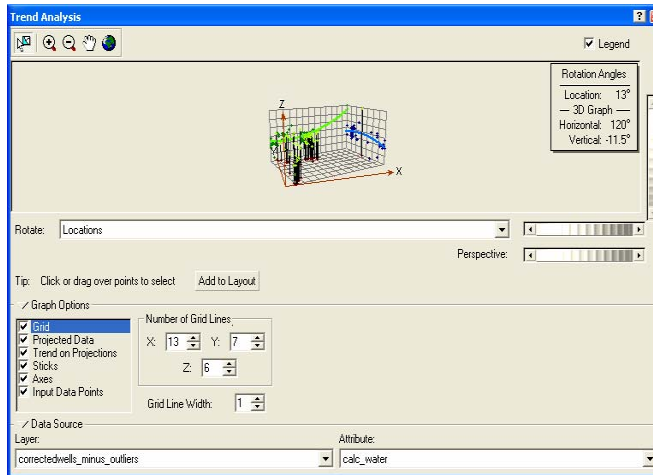 Trend Analysis
Legend
Rotation Angles
Location: 13°
3D Graph
Horizontal: 120°
Vertical: -11.5°
Z
X
Rotate: Locations
Perspective:
Tip: Click or drag over points to select Add to Layout
Graph Options
Grid
Projected Data
Trend on Projections
Sticks
Axes
Input Data Points
Number of Grid Lines
X: 13 Y: 7
Z: 6
Grid Line Width: 1
Data Source
Layer: Attribute:
correctedwells_minus_outliers calc_water